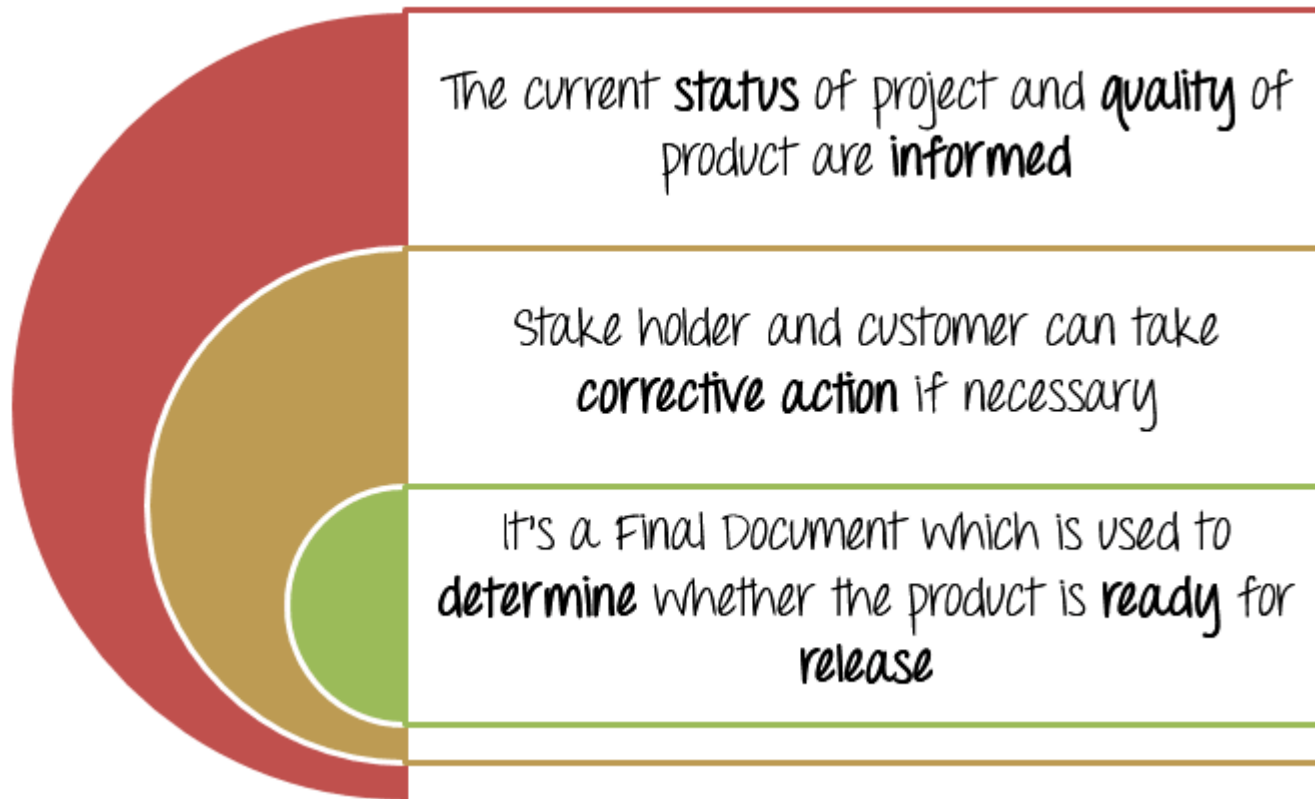 The current status of project and quality of
product are informed
Stake holder and customer can take
corrective action if necessary
It's a Final Document which is used to
determine whether the product is ready for
release